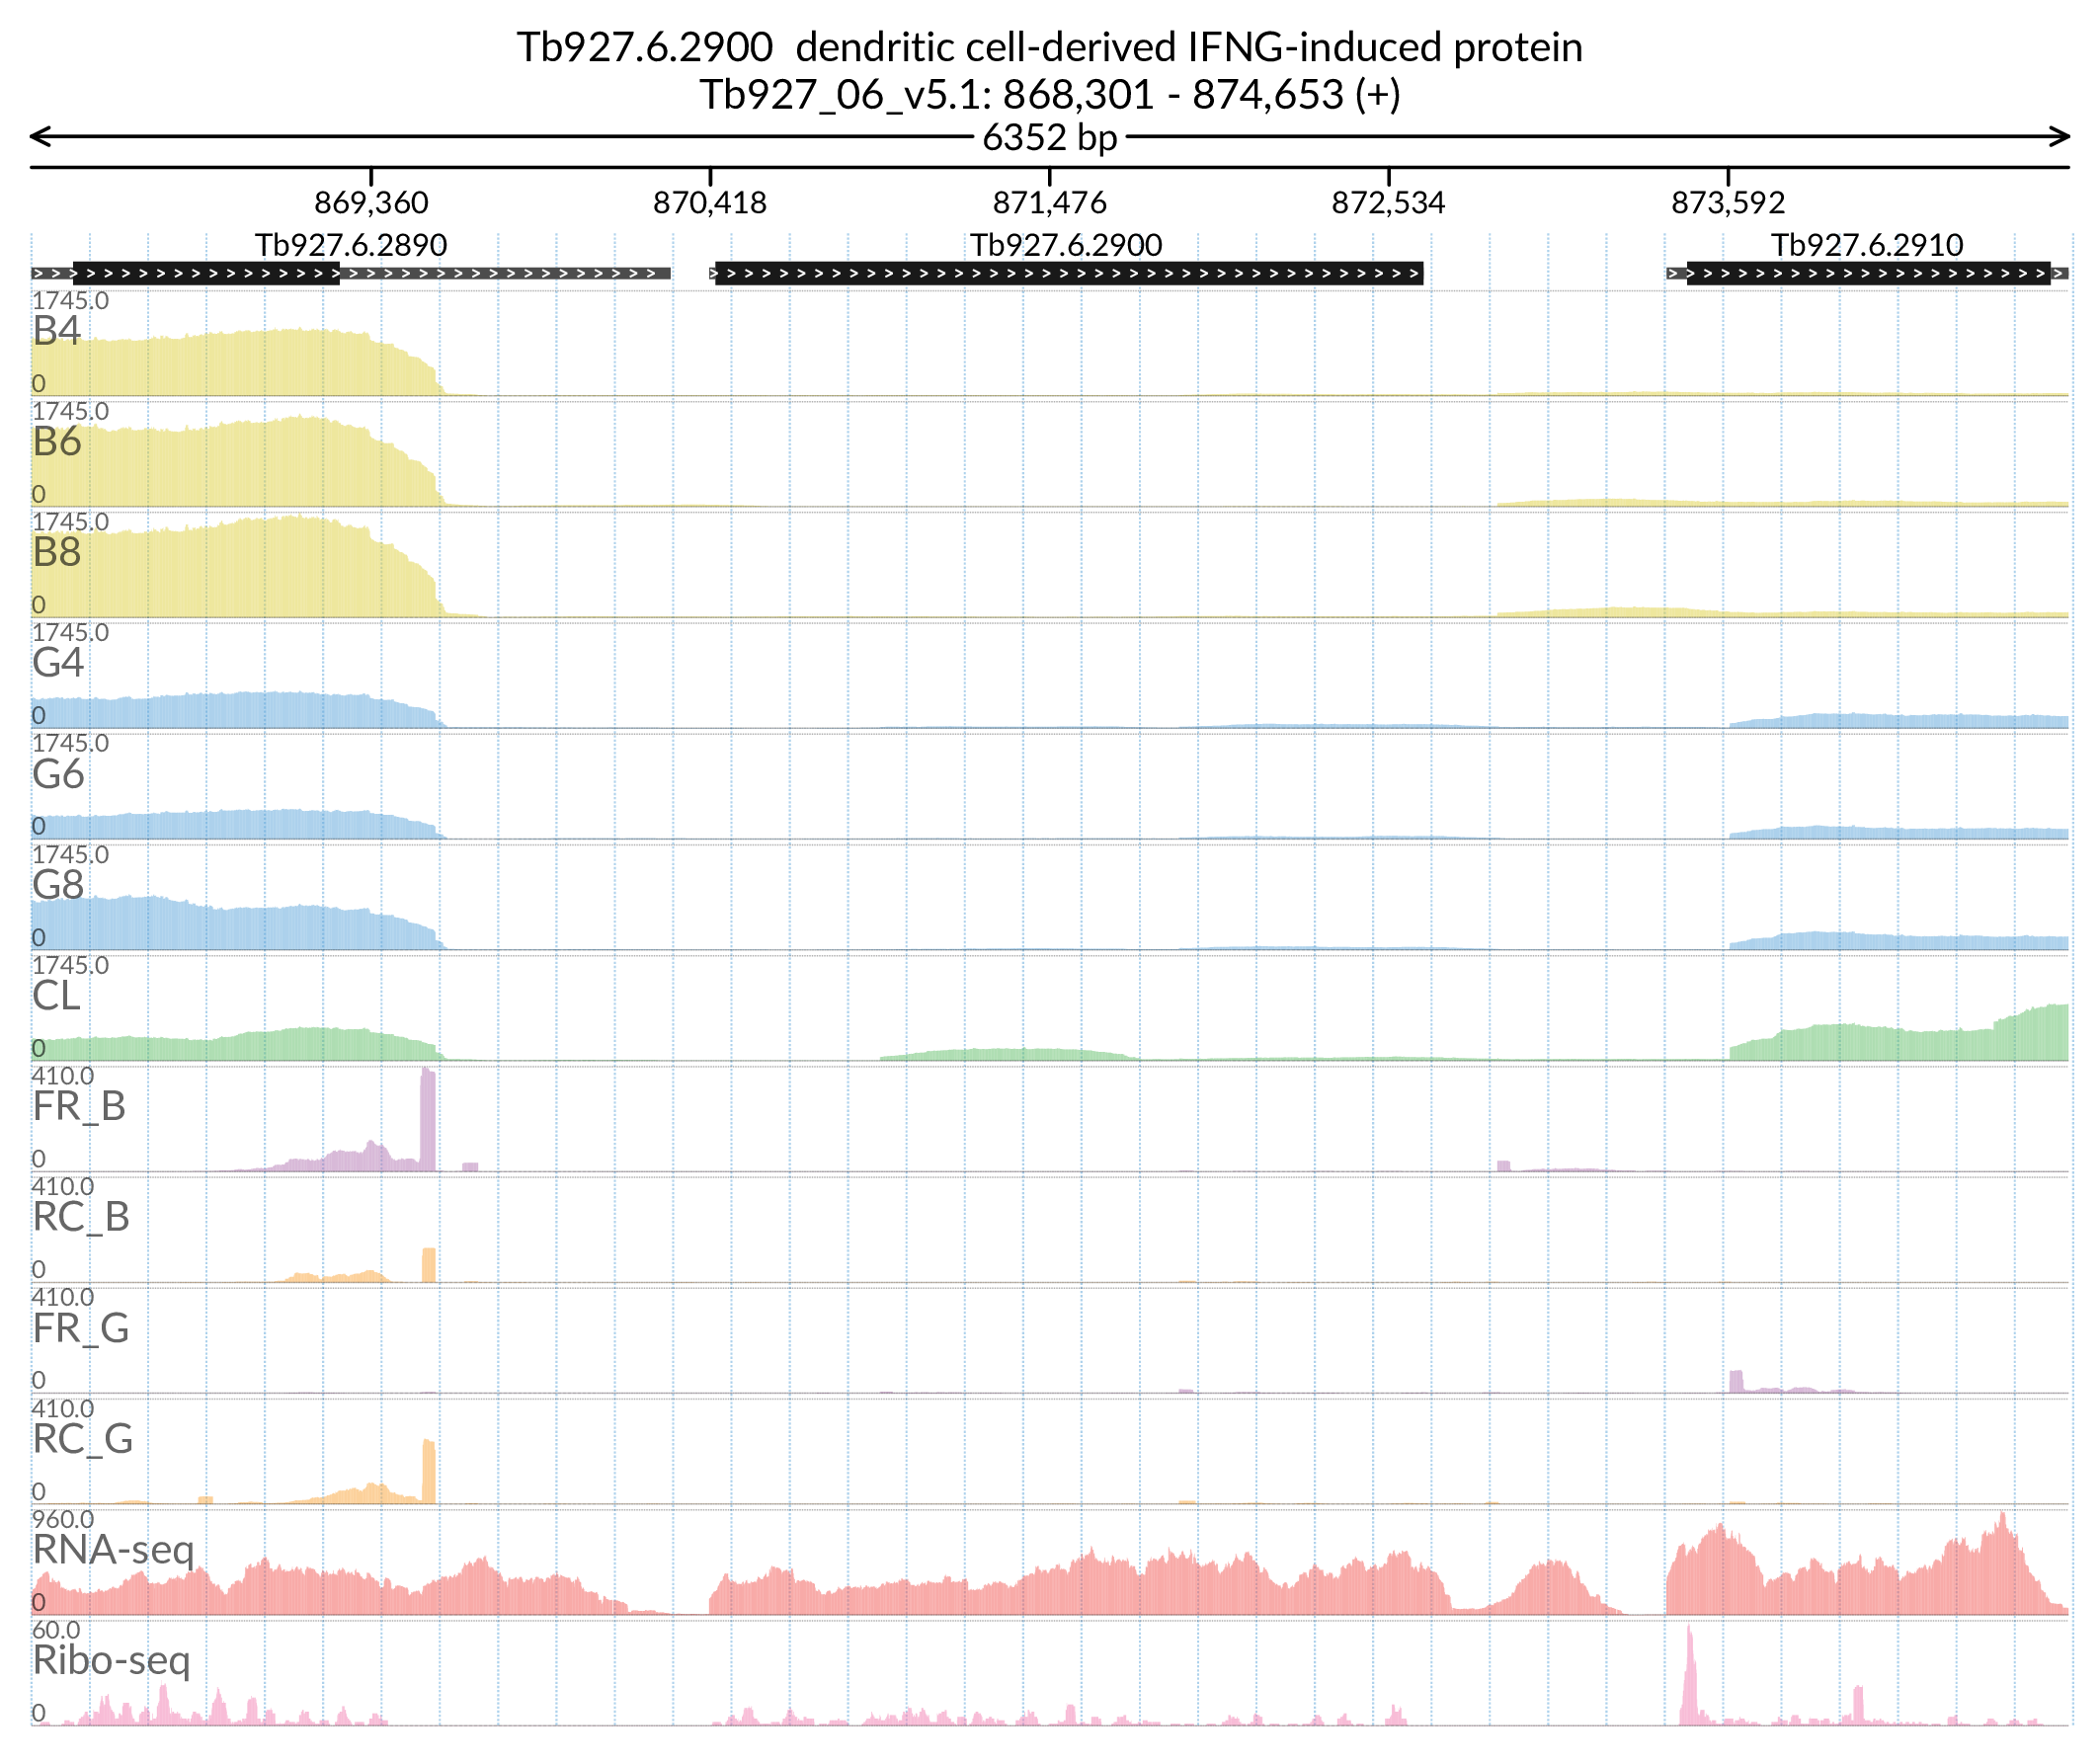 Tb927.6.2900 dendritic cell-derived IFNG-induced protein
Tb927_06_v5.1: 868,301 - 874,653 (+)
6352 bp
869,360 870,418 871,476 872,534 873,592
Tb927.6.2890 Tb927.6.2900 Tb927.6.2910
1745.0
B4
0
1745.0
B6
0
1745.0
B8
0
1745.0
G4
0
1745.0
G6
0
1745.0
G8
0
1745.0
CL
0
410.0
FR_B
0
410.0
RC_B
0
410.0
FR_G
0
410.0
RC_G
0
960.0
RNA-seq
0
60.0
Ribo-seq
0